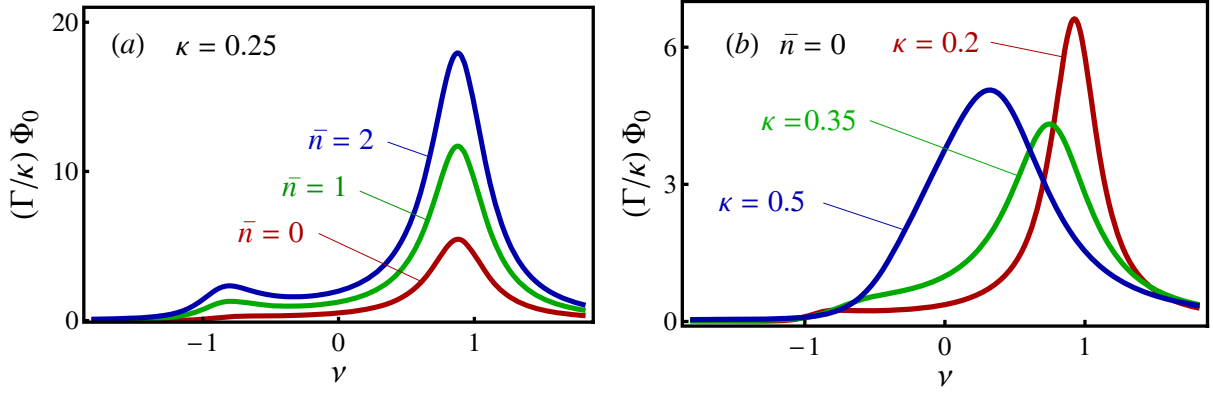 20
(a) κ = 0.25
n̄ = 2
n̄ = 1
n̄ = 0
10
0
(Γ/κ) Φ₀
−1 0 1
ν
6
(b) n̄ = 0
κ = 0.2
κ = 0.35
κ = 0.5
3
0
(Γ/κ) Φ₀
−1 0 1
ν